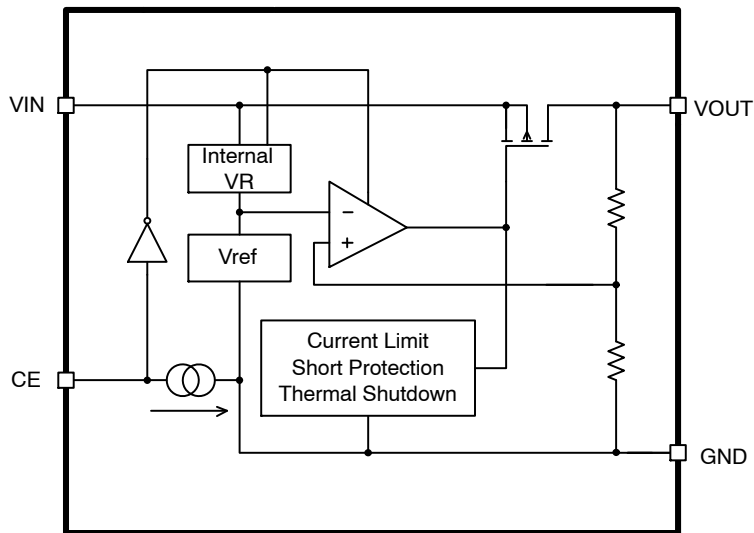 VIN
VOUT
Internal
VR
−
+
Vref
Current Limit
Short Protection
Thermal Shutdown
CE
GND